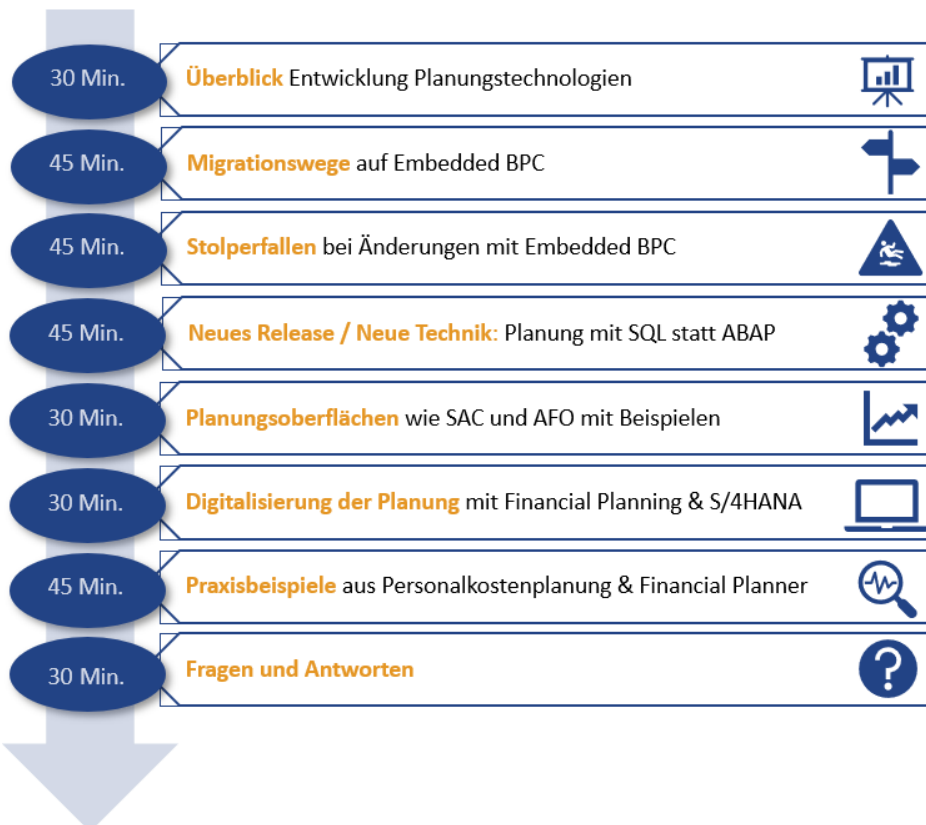 30 Min.
Überblick Entwicklung Planungstechnologien
45 Min.
Migrationswege auf Embedded BPC
45 Min.
Stolperfallen bei Änderungen mit Embedded BPC
45 Min.
Neues Release / Neue Technik: Planung mit SQL statt ABAP
30 Min.
Planungsoberflächen wie SAC und AFO mit Beispielen
30 Min.
Digitalisierung der Planung mit Financial Planning & S/4HANA
45 Min.
Praxisbeispiele aus Personalkostenplanung & Financial Planner
30 Min.
Fragen und Antworten
?